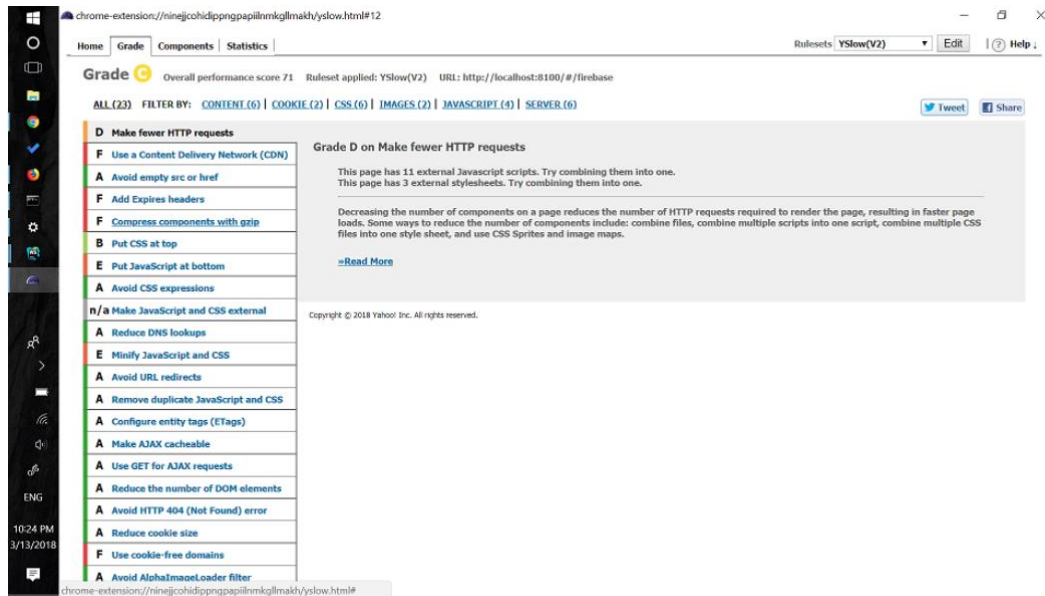 chrome-extension://ninejjcohidippngpapiilnmkgllmakh/yslow.html#12
Home Grade Components Statistics Rulesets YSlow(V2) Edit ? Help ↓
Grade C Overall performance score 71 Ruleset applied: YSlow(V2) URL: http://localhost:8100/#/firebase
ALL (23) FILTER BY: CONTENT (6) | COOKIE (2) | CSS (6) | IMAGES (2) | JAVASCRIPT (4) | SERVER (6) Tweet Share
D Make fewer HTTP requests
F Use a Content Delivery Network (CDN)
A Avoid empty src or href
F Add Expires headers
F Compress components with gzip
B Put CSS at top
E Put JavaScript at bottom
A Avoid CSS expressions
n/a Make JavaScript and CSS external
A Reduce DNS lookups
E Minify JavaScript and CSS
A Avoid URL redirects
A Remove duplicate JavaScript and CSS
A Configure entity tags (ETags)
A Make AJAX cacheable
A Use GET for AJAX requests
A Reduce the number of DOM elements
A Avoid HTTP 404 (Not Found) error
A Reduce cookie size
F Use cookie-free domains
A Avoid AlphaImageLoader filter
Grade D on Make fewer HTTP requests
This page has 11 external Javascript scripts. Try combining them into one.
This page has 3 external stylesheets. Try combining them into one.
Decreasing the number of components on a page reduces the number of HTTP requests required to render the page, resulting in faster page
loads. Some ways to reduce the number of components include: combine files, combine multiple scripts into one script, combine multiple CSS
files into one style sheet, and use CSS Sprites and image maps.
»Read More
Copyright © 2018 Yahoo! Inc. All rights reserved.
ENG
10:24 PM
3/13/2018
chrome-extension://ninejjcohidippngpapiilnmkgllmakh/yslow.html#